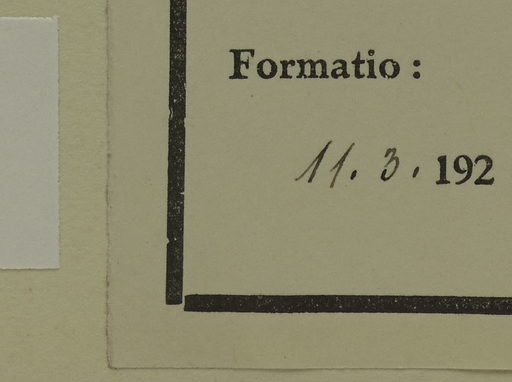 Formatio :
11. 3. 192